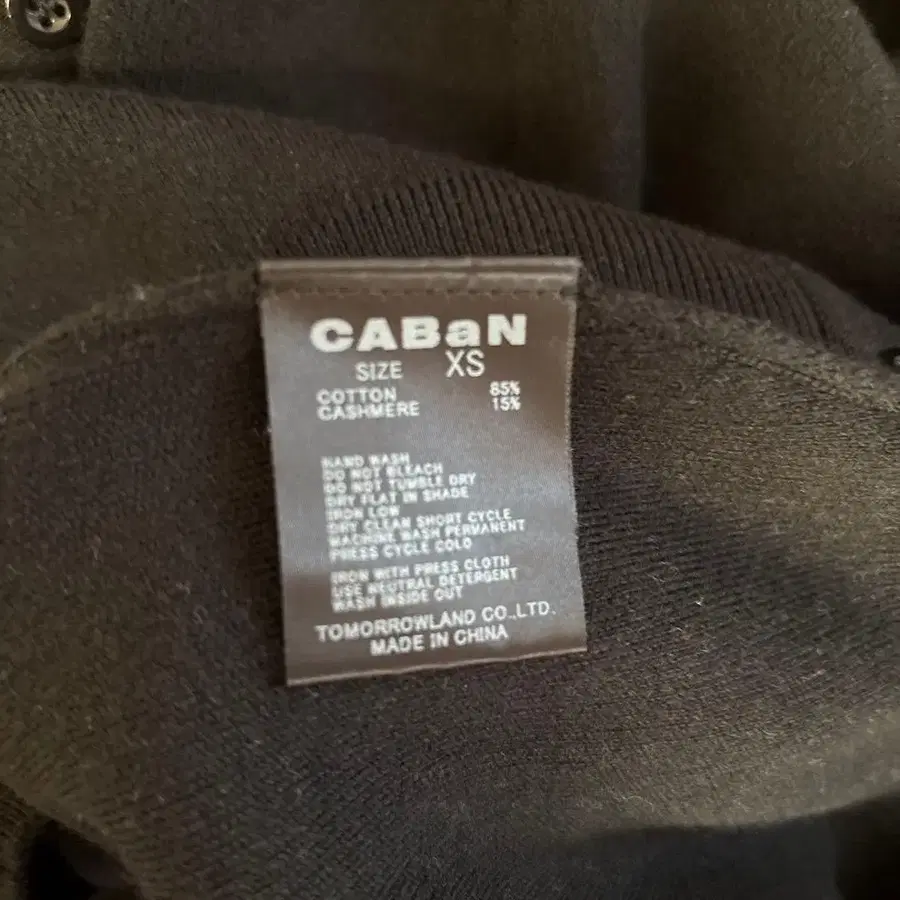 CABaN
SIZE XS
COTTON 85%
CASHMERE 15%
HAND WASH
DO NOT BLEACH
DO NOT TUMBLE DRY
DRY FLAT IN SHADE
IRON LOW
DRY CLEAN SHORT CYCLE
MACHINE WASH PERMANENT
PRESS CYCLE COLD
IRON WITH PRESS CLOTH
USE NEUTRAL DETERGENT
WASH INSIDE OUT
TOMORROWLAND CO.,LTD.
MADE IN CHINA